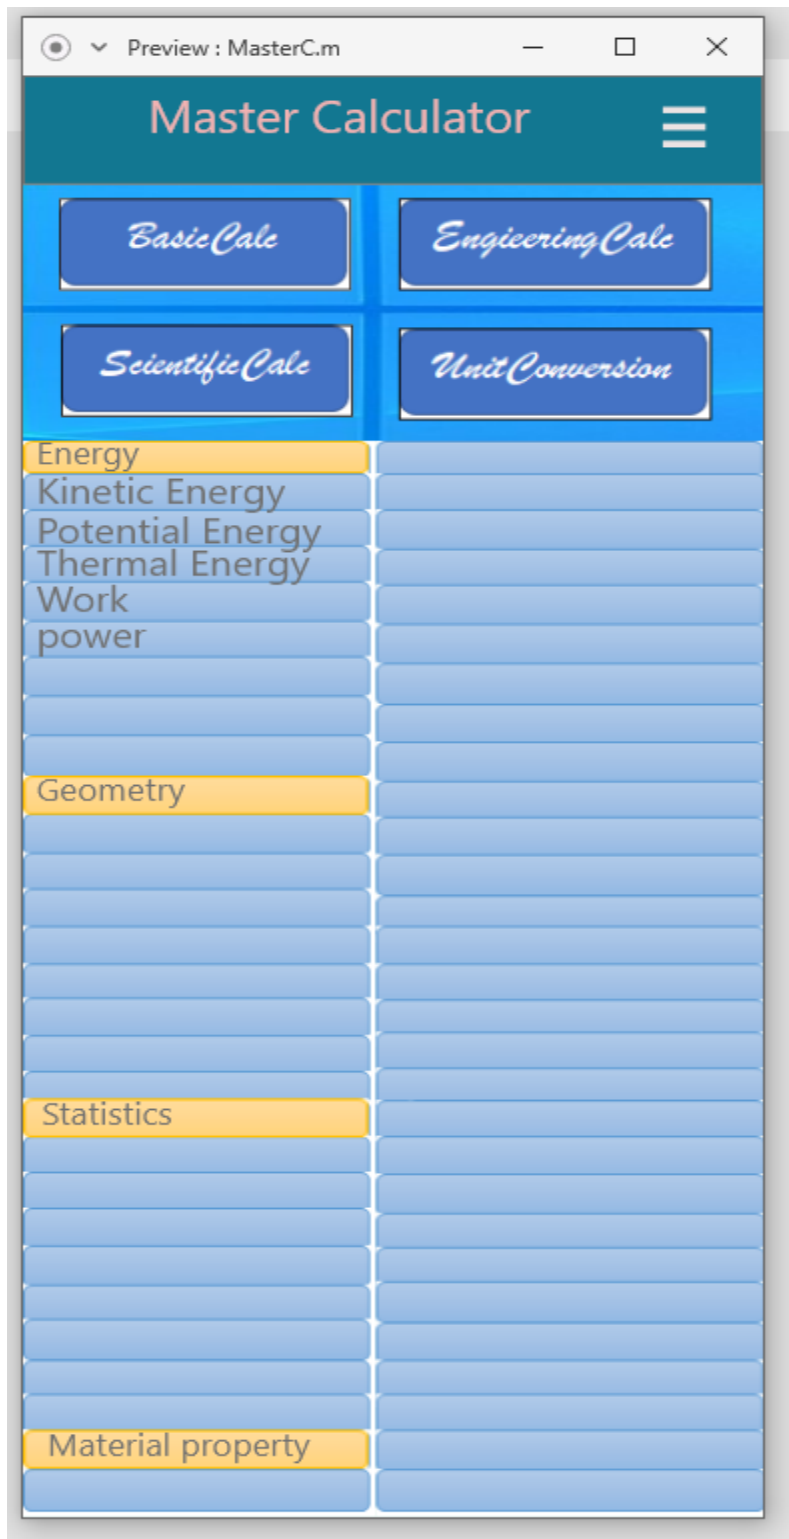 Preview : MasterC.m
Master Calculator
BasicCalc
EngieeringCalc
ScientificCalc
UnitConversion
Energy
Kinetic Energy
Potential Energy
Thermal Energy
Work
power
Geometry
Statistics
Material property